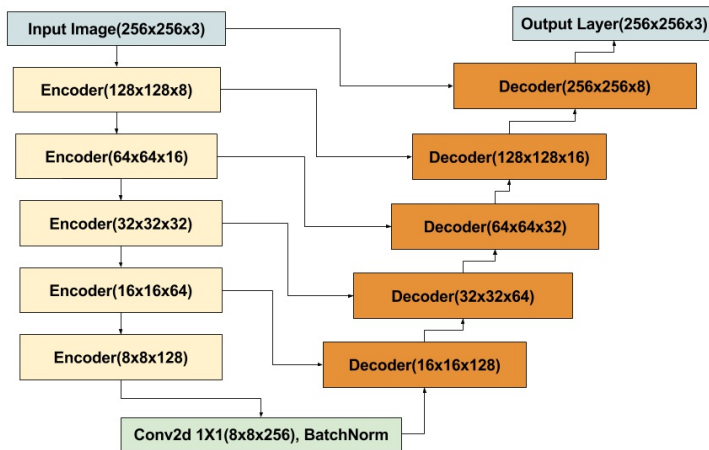 Input Image(256x256x3)
Output Layer(256x256x3)
Encoder(128x128x8)
Decoder(256x256x8)
Encoder(64x64x16)
Decoder(128x128x16)
Encoder(32x32x32)
Decoder(64x64x32)
Encoder(16x16x64)
Decoder(32x32x64)
Encoder(8x8x128)
Decoder(16x16x128)
Conv2d 1X1(8x8x256), BatchNorm